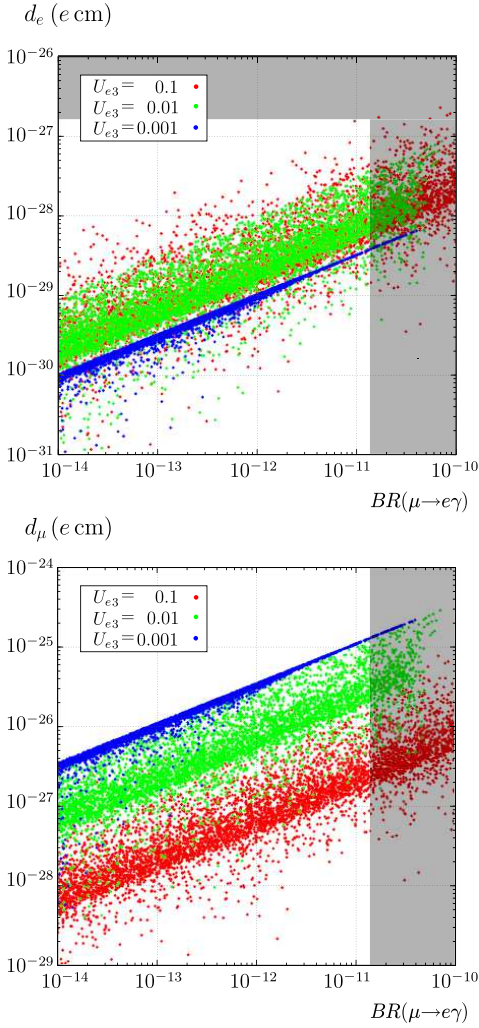 d_e (e cm)
10^−26
U_e3= 0.1
U_e3= 0.01
U_e3=0.001
10^−27
10^−28
10^−29
10^−30
10^−31
10^−14 10^−13 10^−12 10^−11 10^−10
BR(μ→eγ)
d_μ (e cm)
10^−24
U_e3= 0.1
U_e3= 0.01
U_e3=0.001
10^−25
10^−26
10^−27
10^−28
10^−29
10^−14 10^−13 10^−12 10^−11 10^−10
BR(μ→eγ)